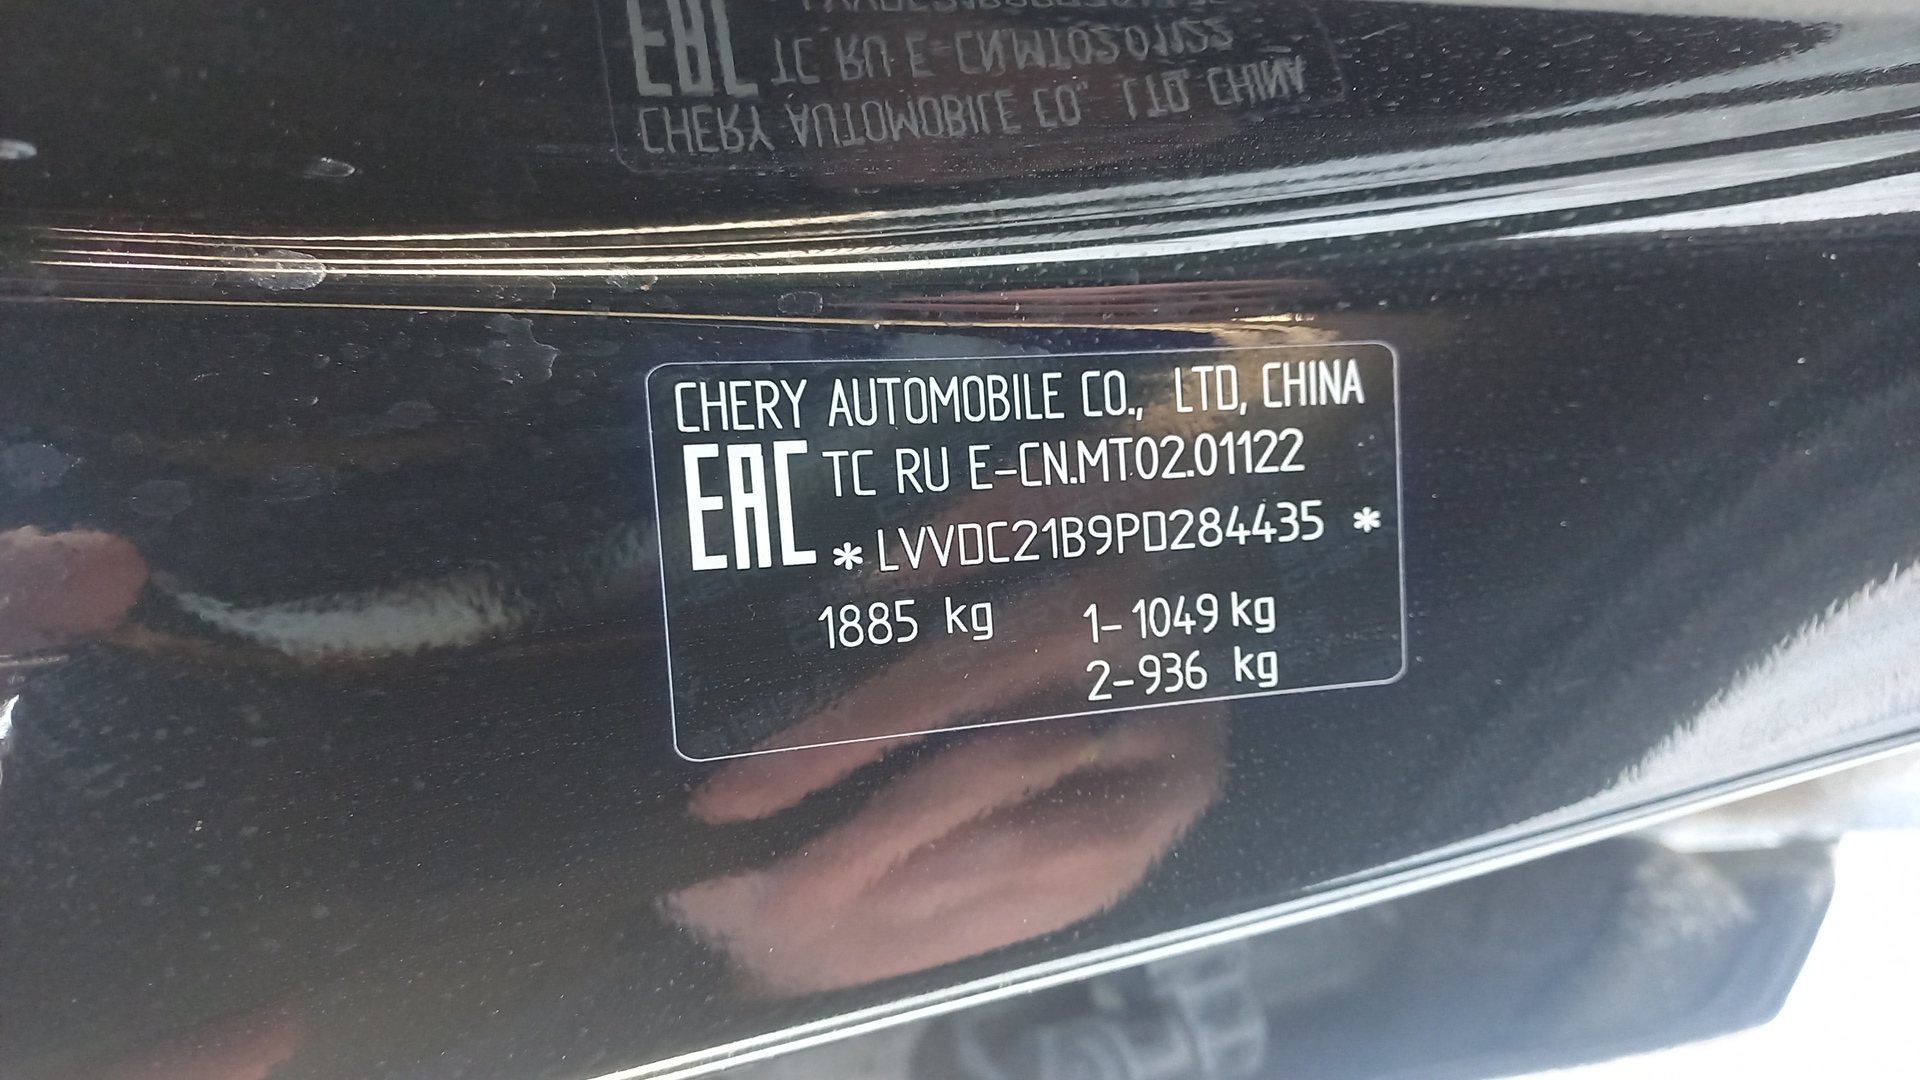 CHERY AUTOMOBILE CO., LTD, CHINA
EAC TC RU E-CN.MT02.01122
*LVVDC21B9PD284435 *
1885 kg 1-1049 kg
2-936 kg